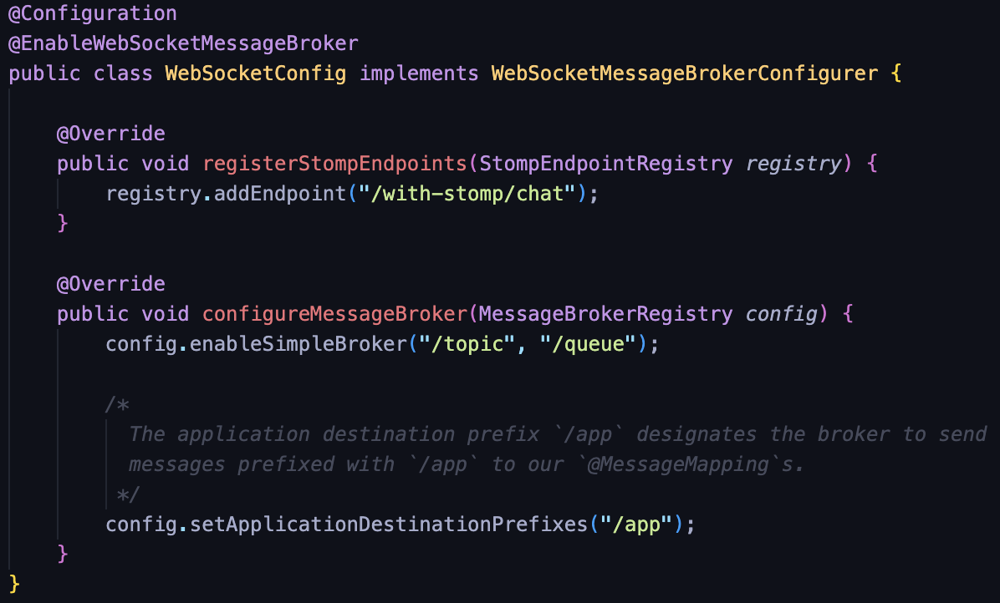 @Configuration
@EnableWebSocketMessageBroker
public class WebSocketConfig implements WebSocketMessageBrokerConfigurer {
@Override
public void registerStompEndpoints(StompEndpointRegistry registry) {
registry.addEndpoint("/with-stomp/chat");
}
@Override
public void configureMessageBroker(MessageBrokerRegistry config) {
config.enableSimpleBroker("/topic", "/queue");
/*
The application destination prefix `/app` designates the broker to send
messages prefixed with `/app` to our `@MessageMapping`s.
*/
config.setApplicationDestinationPrefixes("/app");
}
}